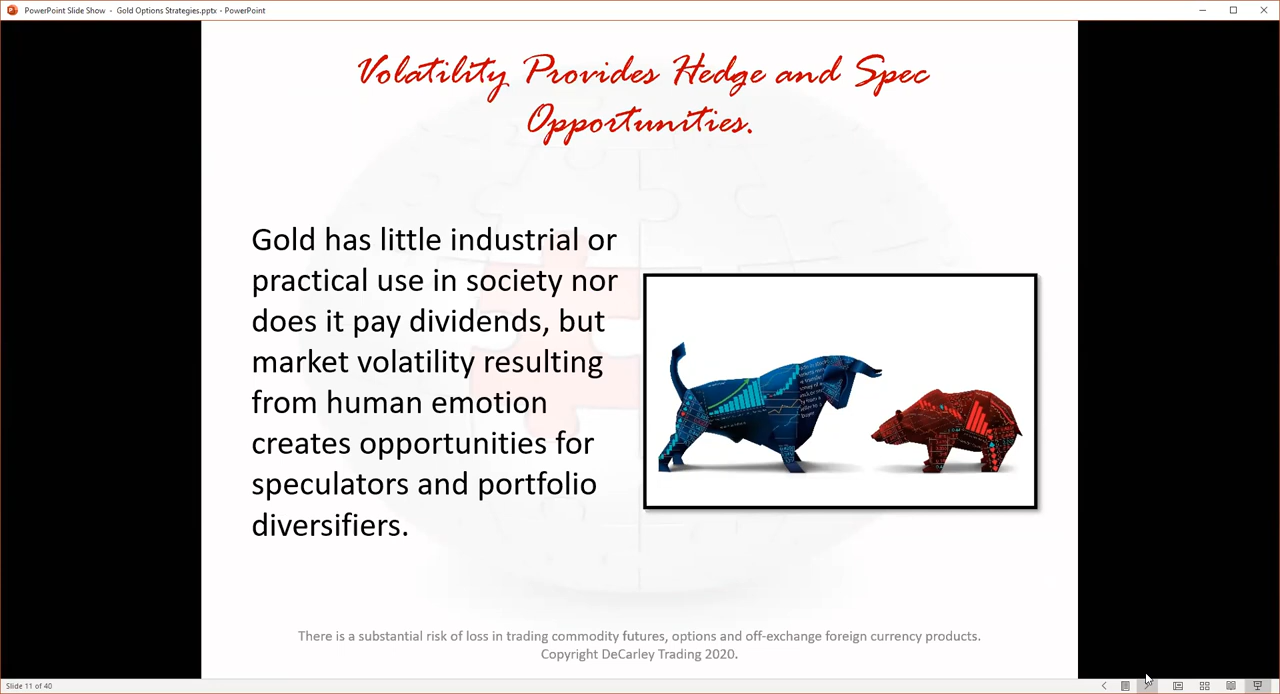 PowerPoint Slide Show - Gold Options Strategies.pptx - PowerPoint
Volatility Provides Hedge and Spec
Opportunities.
Gold has little industrial or
practical use in society nor
does it pay dividends, but
market volatility resulting
from human emotion
creates opportunities for
speculators and portfolio
diversifiers.
There is a substantial risk of loss in trading commodity futures, options and off-exchange foreign currency products.
Copyright DeCarley Trading 2020.
Slide 11 of 40